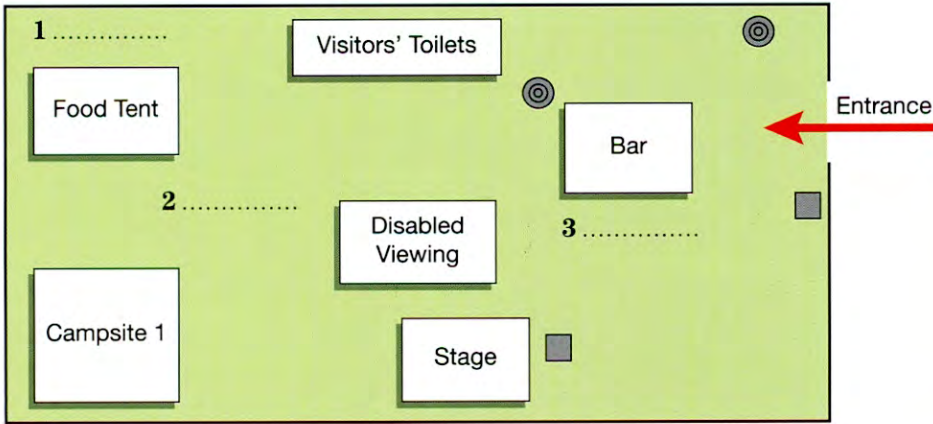 1 ...............
Visitors' Toilets
Food Tent
Entrance
Bar
2 ...............
Disabled
Viewing
3 ...............
Campsite 1
Stage